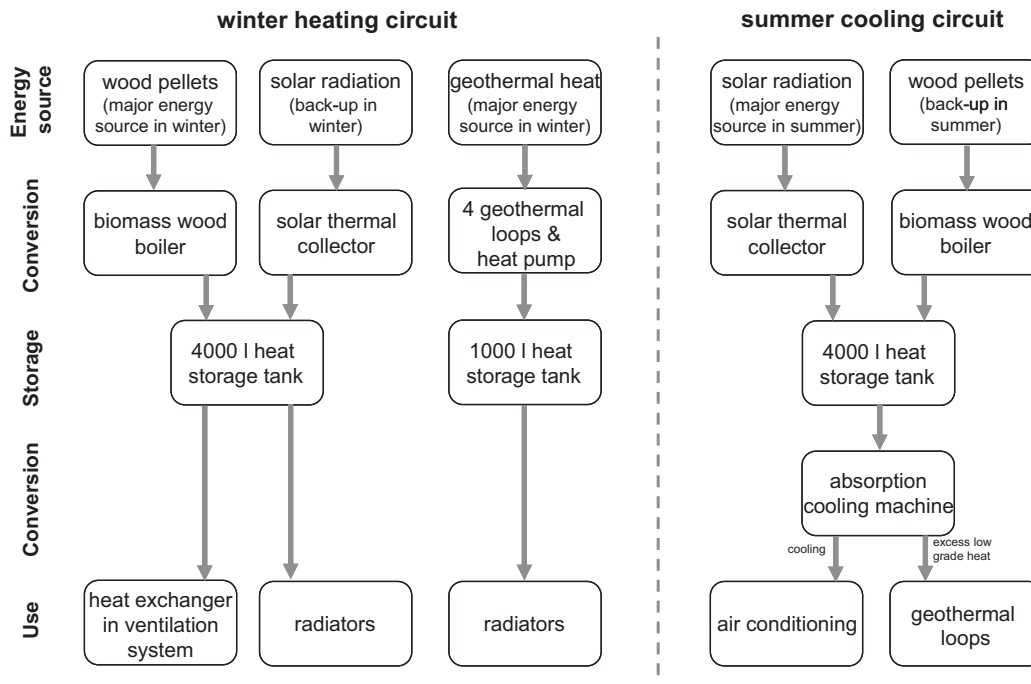 winter heating circuit
summer cooling circuit
Energy
source
wood pellets
(major energy
source in winter)
solar radiation
(back-up in
winter)
geothermal heat
(major energy
source in winter)
solar radiation
(major energy
source in summer)
wood pellets
(back-up in
summer)
Conversion
biomass wood
boiler
solar thermal
collector
4 geothermal
loops &
heat pump
solar thermal
collector
biomass wood
boiler
Storage
4000 l heat
storage tank
1000 l heat
storage tank
4000 l heat
storage tank
Conversion
absorption
cooling machine
cooling
excess low
grade heat
Use
heat exchanger
in ventilation
system
radiators
radiators
air conditioning
geothermal
loops